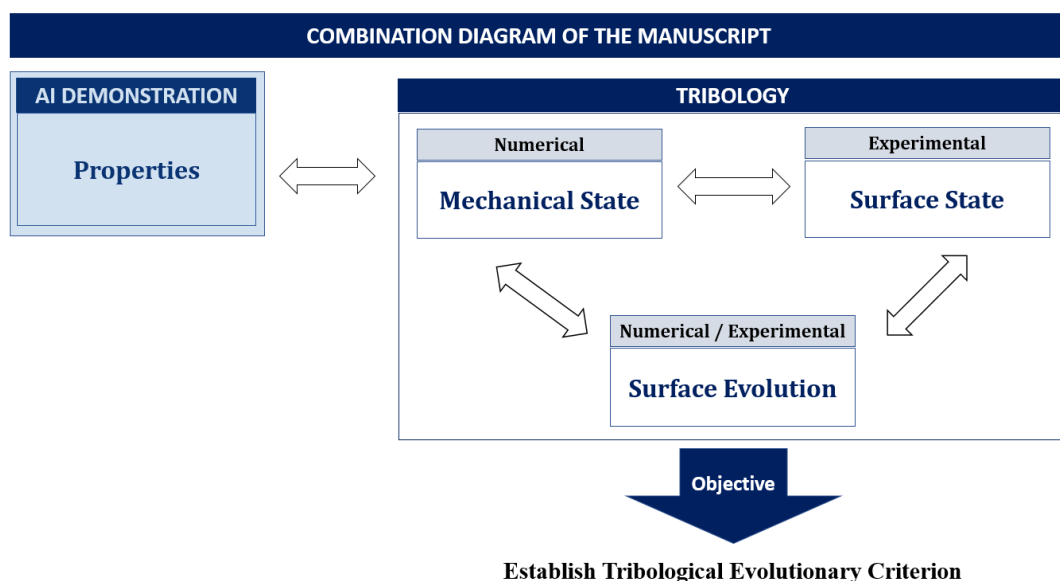 COMBINATION DIAGRAM OF THE MANUSCRIPT
AI DEMONSTRATION
Properties
TRIBOLOGY
Numerical
Mechanical State
Experimental
Surface State
Numerical / Experimental
Surface Evolution
Objective
Establish Tribological Evolutionary Criterion